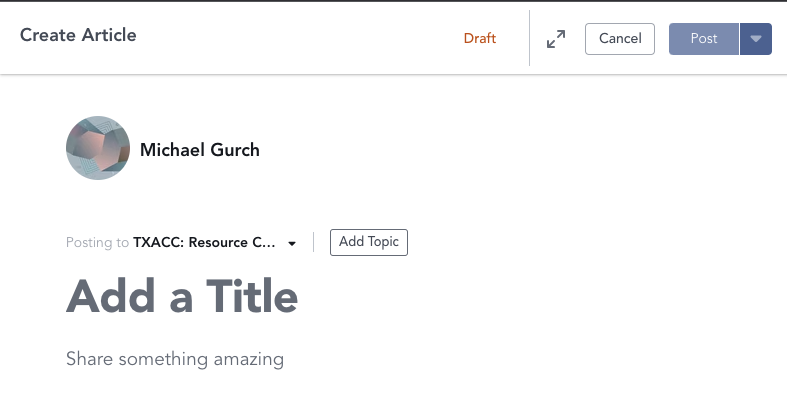 Create Article
Draft
Cancel
Post
Michael Gurch
Posting to TXACC: Resource C...
Add Topic
Add a Title
Share something amazing